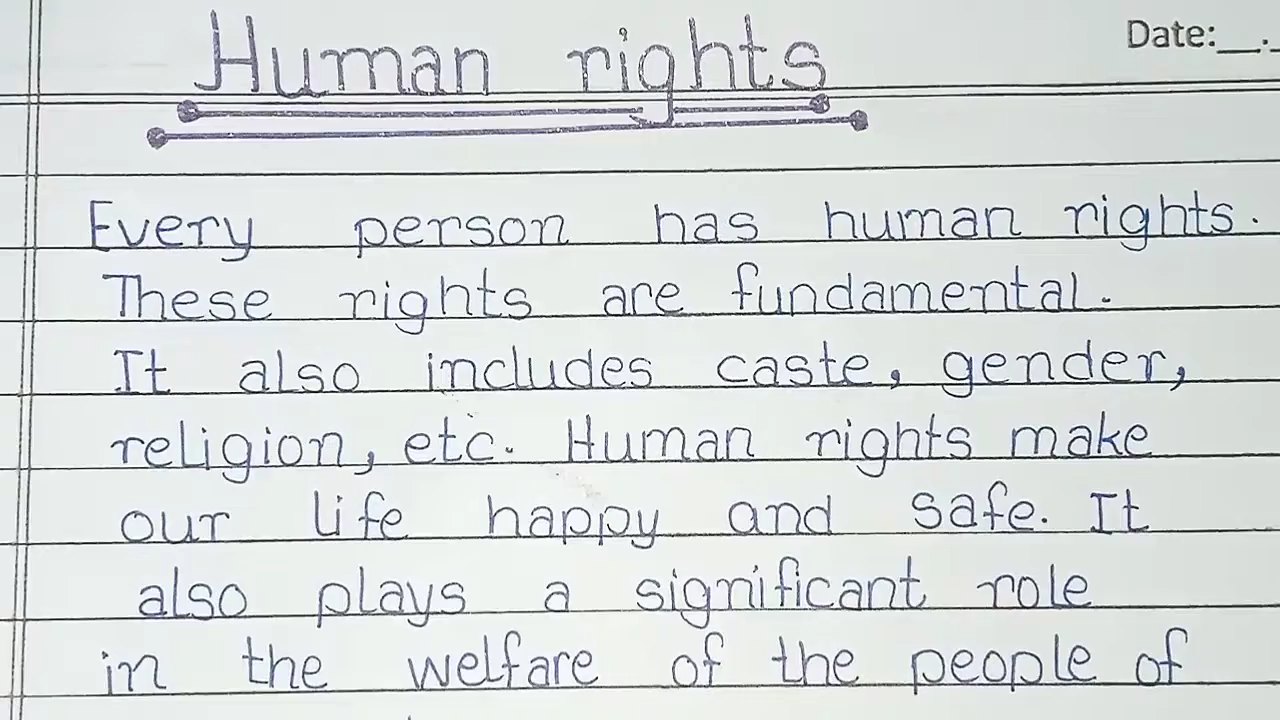 Human rights
Date:__.
Every person has human rights.
These rights are fundamental.
It also includes caste, gender,
religion, etc. Human rights make
our life happy and safe. It
also plays a significant role
in the welfare of the people of